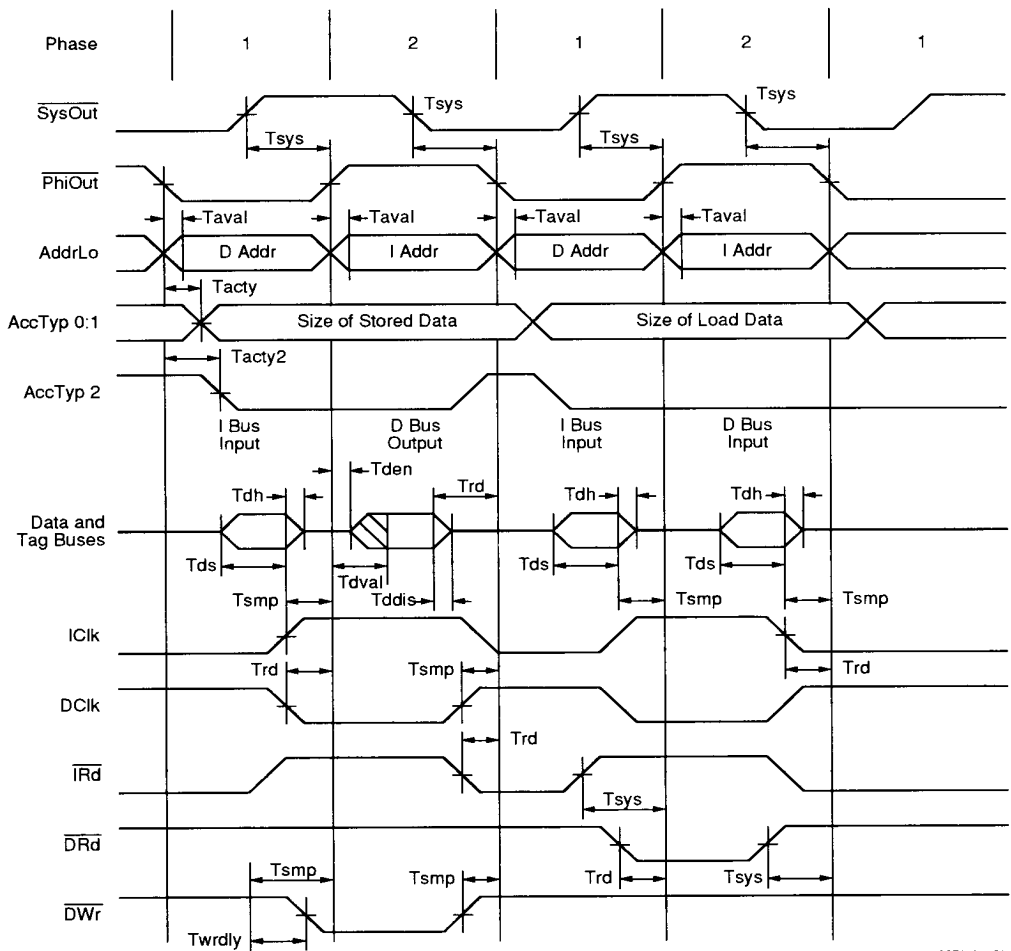 Phase 1 2 1 2 1
SysOut
Tsys
Tsys
Tsys Tsys
PhiOut
Taval Taval Taval Taval
AddrLo D Addr I Addr D Addr I Addr
Tacty
AccTyp 0:1 Size of Stored Data Size of Load Data
Tacty2
AccTyp 2
I Bus Input
D Bus Output
I Bus Input
D Bus Input
Tden
Tdh Trd Tdh Tdh
Data and Tag Buses
Tds Tdval Tds Tds
Tsmp Tddis Tsmp Tsmp
IClk
Trd Tsmp Trd
DClk
Trd
IRd
Tsys
DRd
Tsmp Tsmp Trd Tsys
DWr
Twrdly